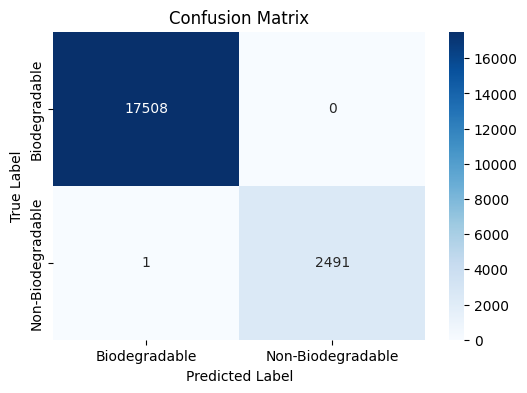 Confusion Matrix
True Label
Biodegradable
Non-Biodegradable
17508
0
1
2491
Biodegradable
Non-Biodegradable
Predicted Label
16000
14000
12000
10000
8000
6000
4000
2000
0